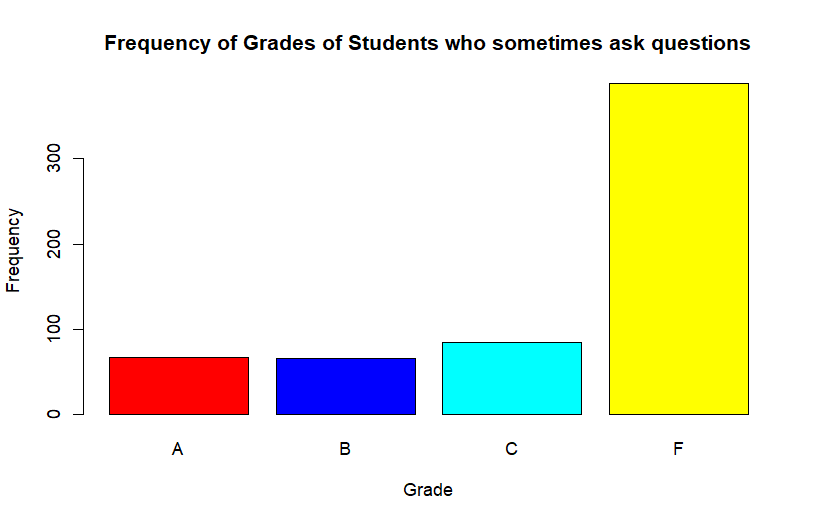 Frequency of Grades of Students who sometimes ask questions
Frequency
300
200
100
0
A B C F
Grade